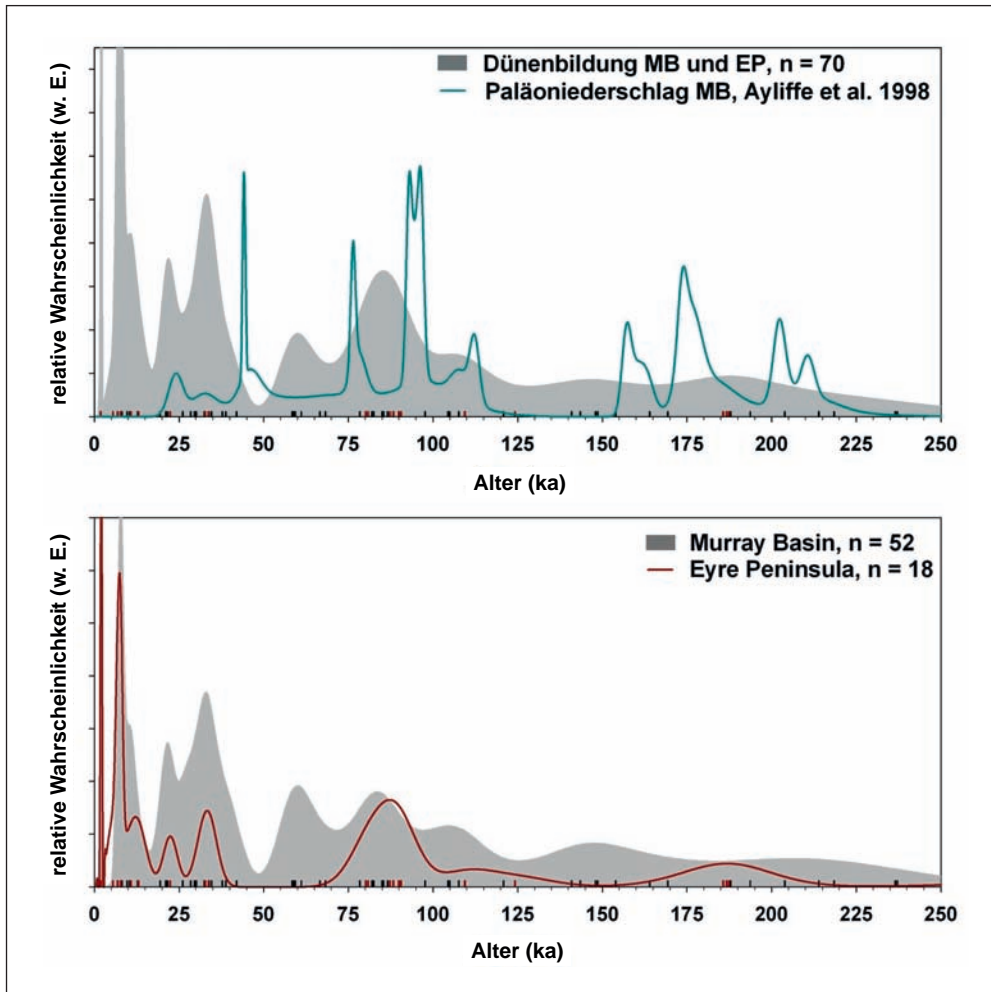 relative Wahrscheinlichkeit (w. E.)
Dünenbildung MB und EP, n = 70
Paläoniederschlag MB, Ayliffe et al. 1998
0 25 50 75 100 125 150 175 200 225 250
Alter (ka)
relative Wahrscheinlichkeit (w. E.)
Murray Basin, n = 52
Eyre Peninsula, n = 18
0 25 50 75 100 125 150 175 200 225 250
Alter (ka)